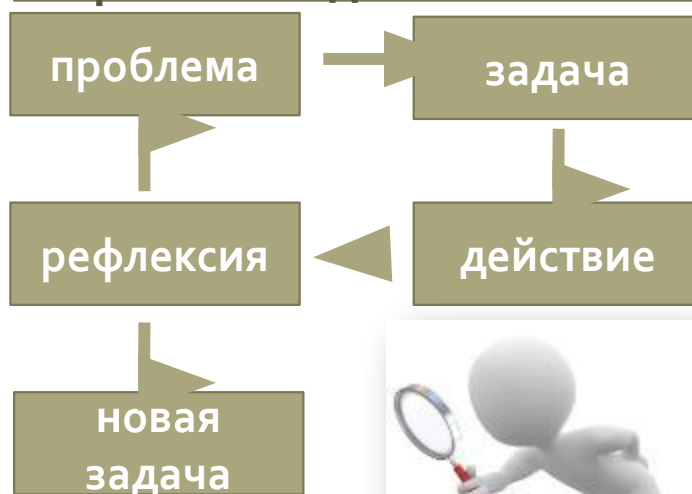 проблема
задача
рефлексия
действие
новая
задача